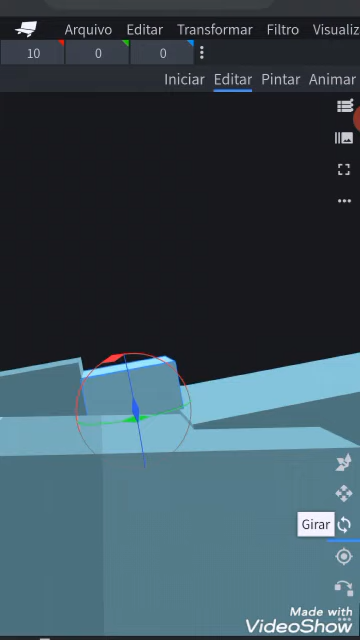 Arquivo Editar Transformar Filtro Visualiz
10 0 0
Iniciar Editar Pintar Animar
Girar
Made with
VideoShow